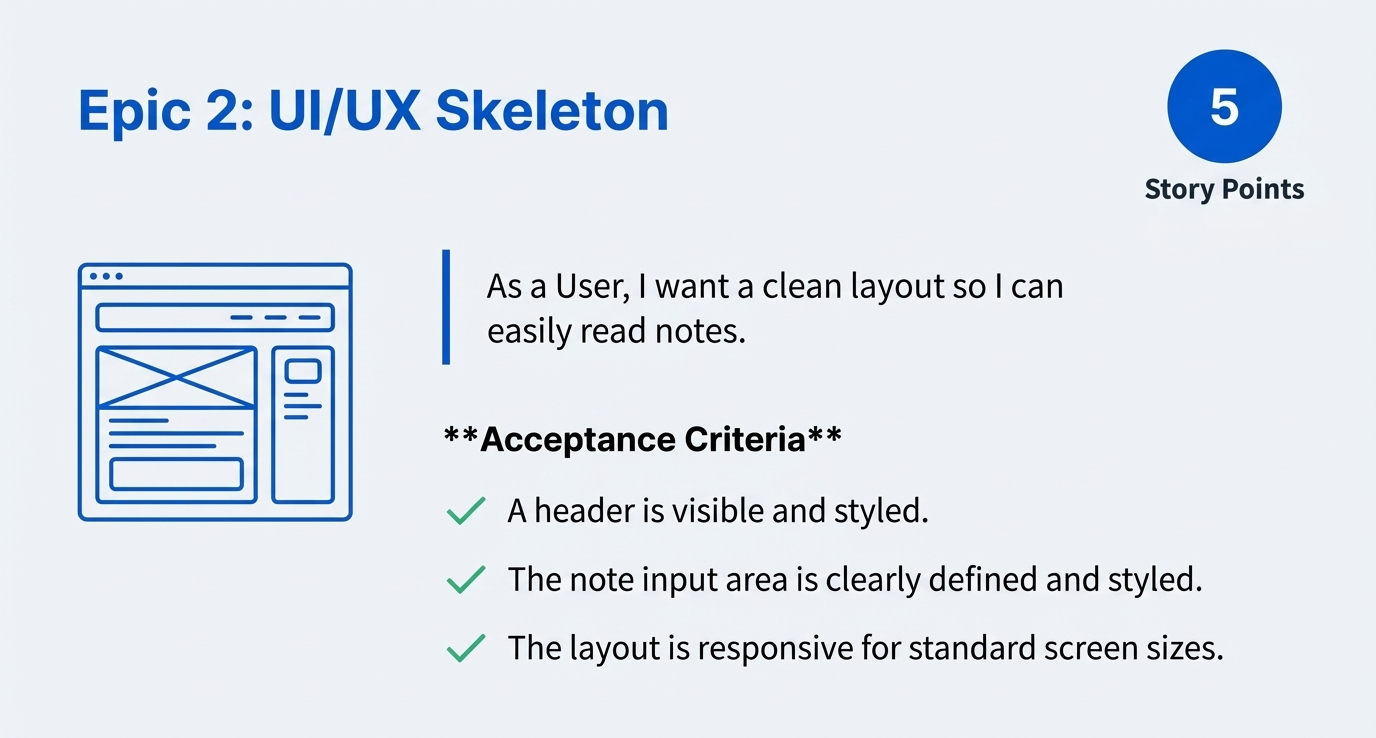 Epic 2: UI/UX Skeleton
5
Story Points
As a User, I want a clean layout so I can
easily read notes.
**Acceptance Criteria**
A header is visible and styled.
The note input area is clearly defined and styled.
The layout is responsive for standard screen sizes.